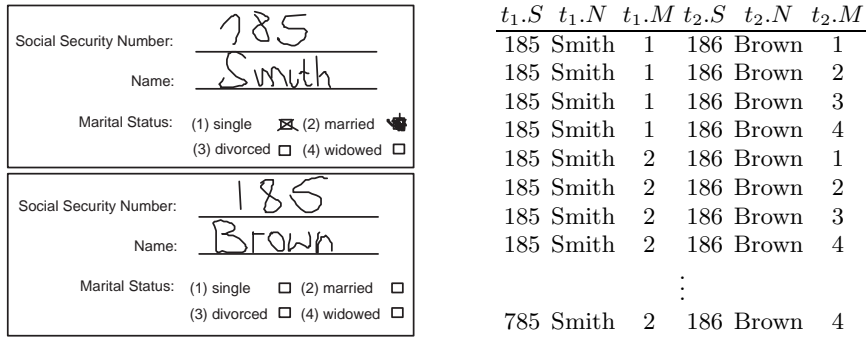 Social Security Number: 185
Name: Smith
Marital Status: (1) single (2) married
(3) divorced (4) widowed
Social Security Number: 185
Name: Brown
Marital Status: (1) single (2) married
(3) divorced (4) widowed
t₁.S t₁.N t₁.M t₂.S t₂.N t₂.M
185 Smith 1 186 Brown 1
185 Smith 1 186 Brown 2
185 Smith 1 186 Brown 3
185 Smith 1 186 Brown 4
185 Smith 2 186 Brown 1
185 Smith 2 186 Brown 2
185 Smith 2 186 Brown 3
185 Smith 2 186 Brown 4
⋮
785 Smith 2 186 Brown 4